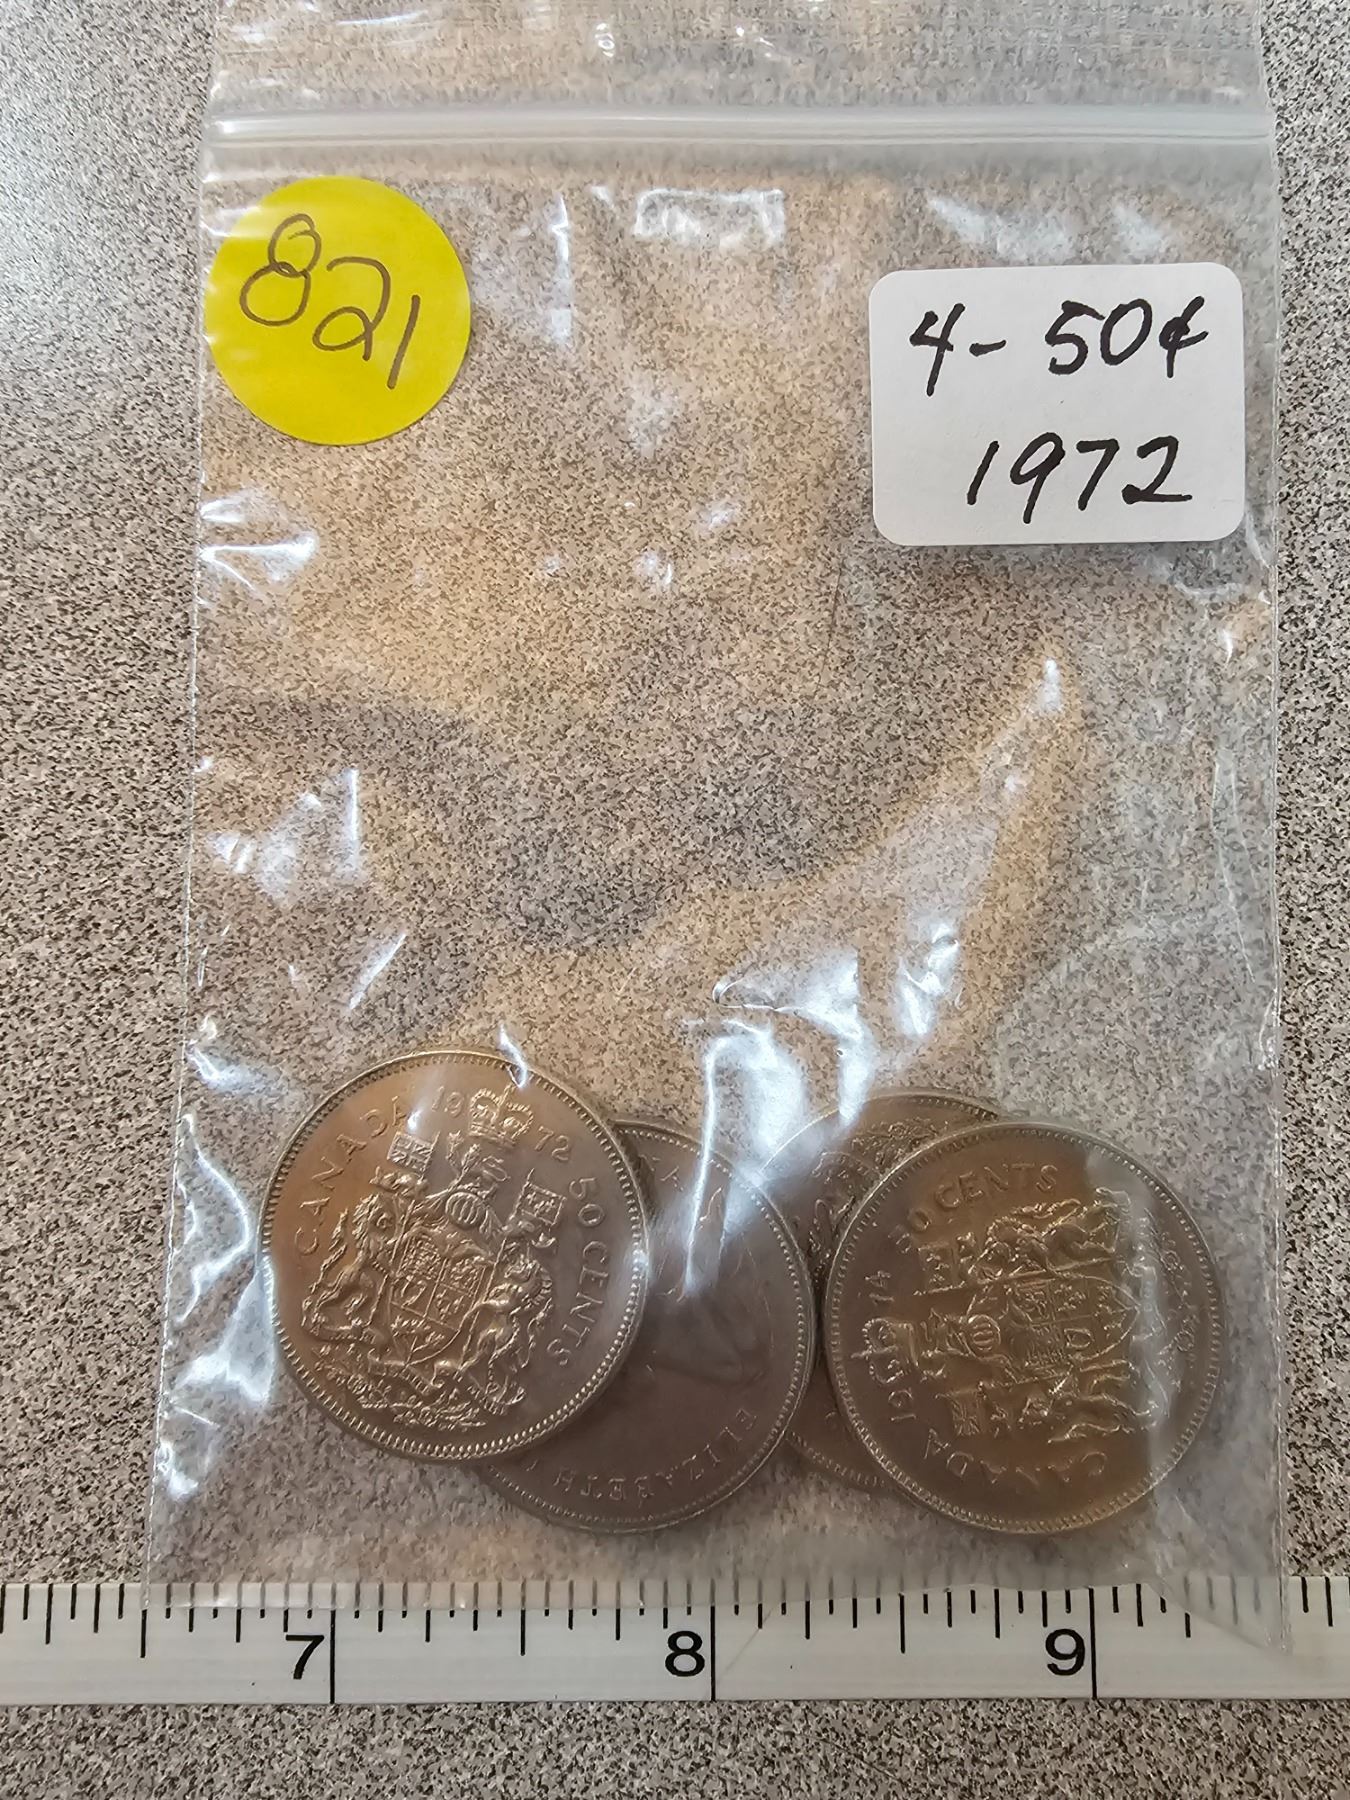 821
4-50¢
1972
CANADA 1972 50 CENTS
ELIZABETH
50 CENTS
CANADA
7 8 9